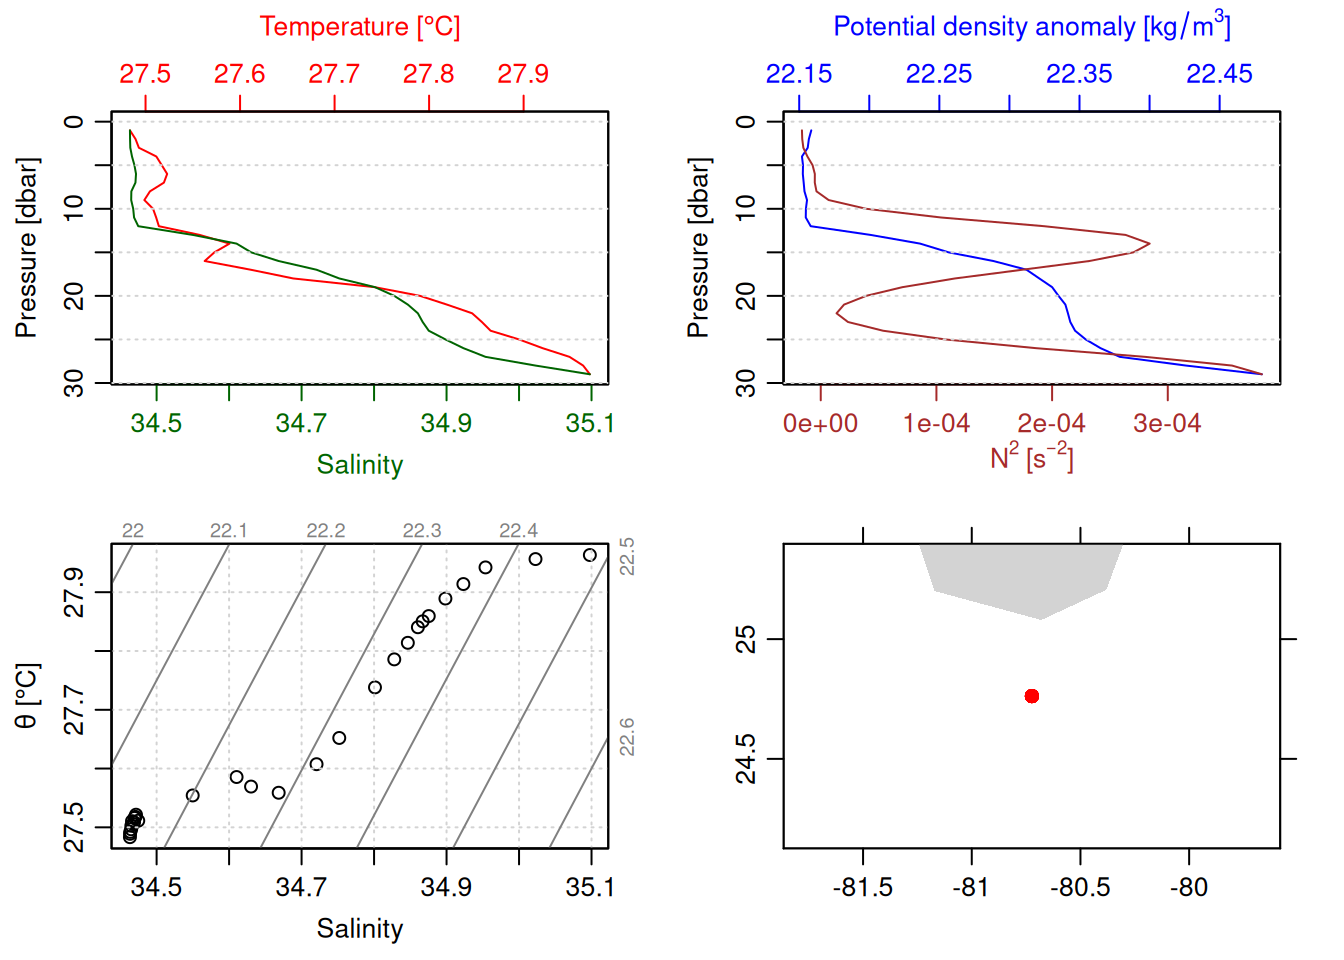 Temperature [°C]
27.5 27.6 27.7 27.8 27.9
0
10
20
30
Pressure [dbar]
34.5 34.7 34.9 35.1
Salinity
Potential density anomaly [kg/m³]
22.15 22.25 22.35 22.45
0
10
20
30
Pressure [dbar]
0e+00 1e-04 2e-04 3e-04
N² [s⁻²]
22 22.1 22.2 22.3 22.4
22.5
22.6
27.9
27.7
27.5
θ [°C]
34.5 34.7 34.9 35.1
Salinity
25
24.5
-81.5 -81 -80.5 -80